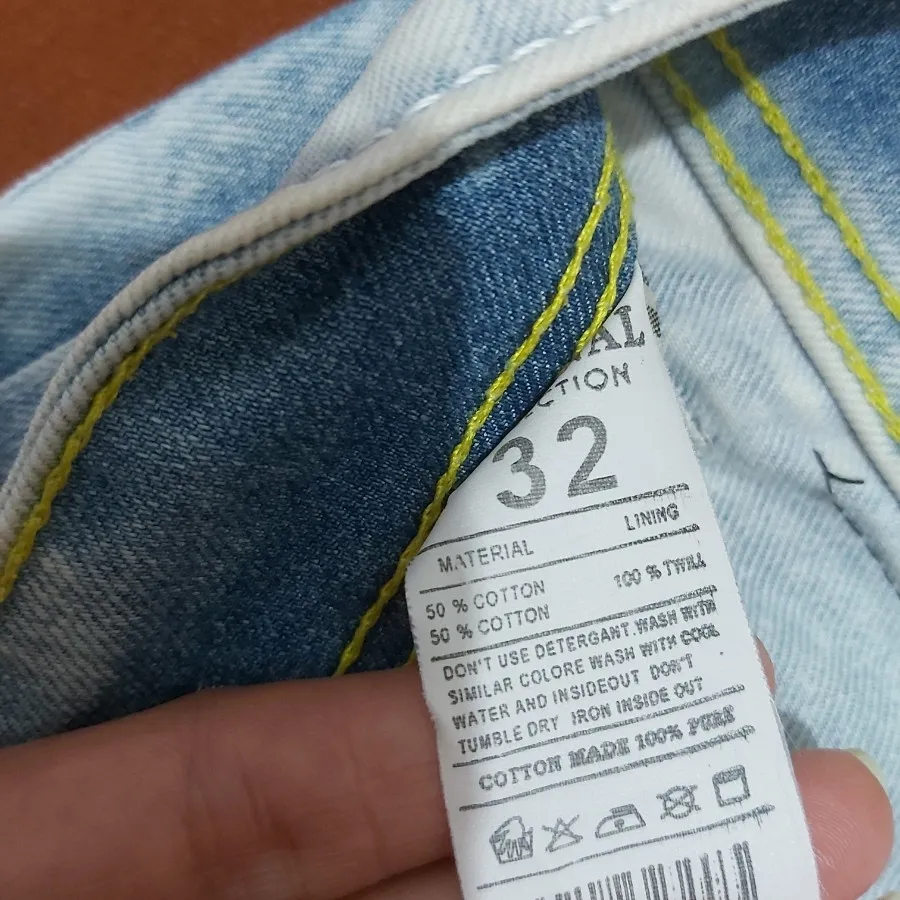 32
MATERIAL LINING
50 % COTTON 100 % TWILL
50 % COTTON
DON'T USE DETERGANT.WASH WITH
SIMILAR COLORE WASH WITH COOL
WATER AND INSIDEOUT DON'T
TUMBLE DRY IRON INSIDE OUT
COTTON MADE 100% PURE